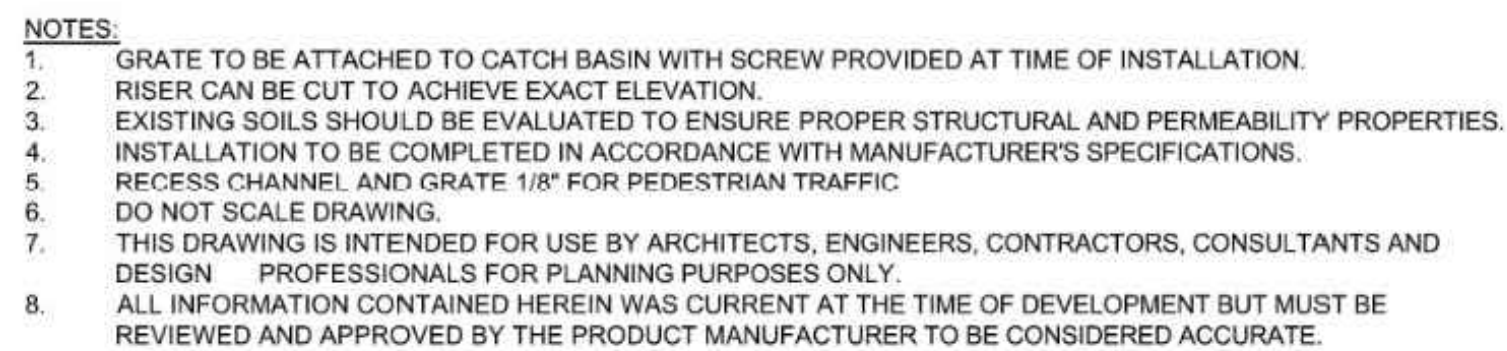 NOTES:
1. GRATE TO BE ATTACHED TO CATCH BASIN WITH SCREW PROVIDED AT TIME OF INSTALLATION.
2. RISER CAN BE CUT TO ACHIEVE EXACT ELEVATION.
3. EXISTING SOILS SHOULD BE EVALUATED TO ENSURE PROPER STRUCTURAL AND PERMEABILITY PROPERTIES.
4. INSTALLATION TO BE COMPLETED IN ACCORDANCE WITH MANUFACTURER'S SPECIFICATIONS.
5. RECESS CHANNEL AND GRATE 1/8" FOR PEDESTRIAN TRAFFIC
6. DO NOT SCALE DRAWING.
7. THIS DRAWING IS INTENDED FOR USE BY ARCHITECTS, ENGINEERS, CONTRACTORS, CONSULTANTS AND
DESIGN PROFESSIONALS FOR PLANNING PURPOSES ONLY.
8. ALL INFORMATION CONTAINED HEREIN WAS CURRENT AT THE TIME OF DEVELOPMENT BUT MUST BE
REVIEWED AND APPROVED BY THE PRODUCT MANUFACTURER TO BE CONSIDERED ACCURATE.